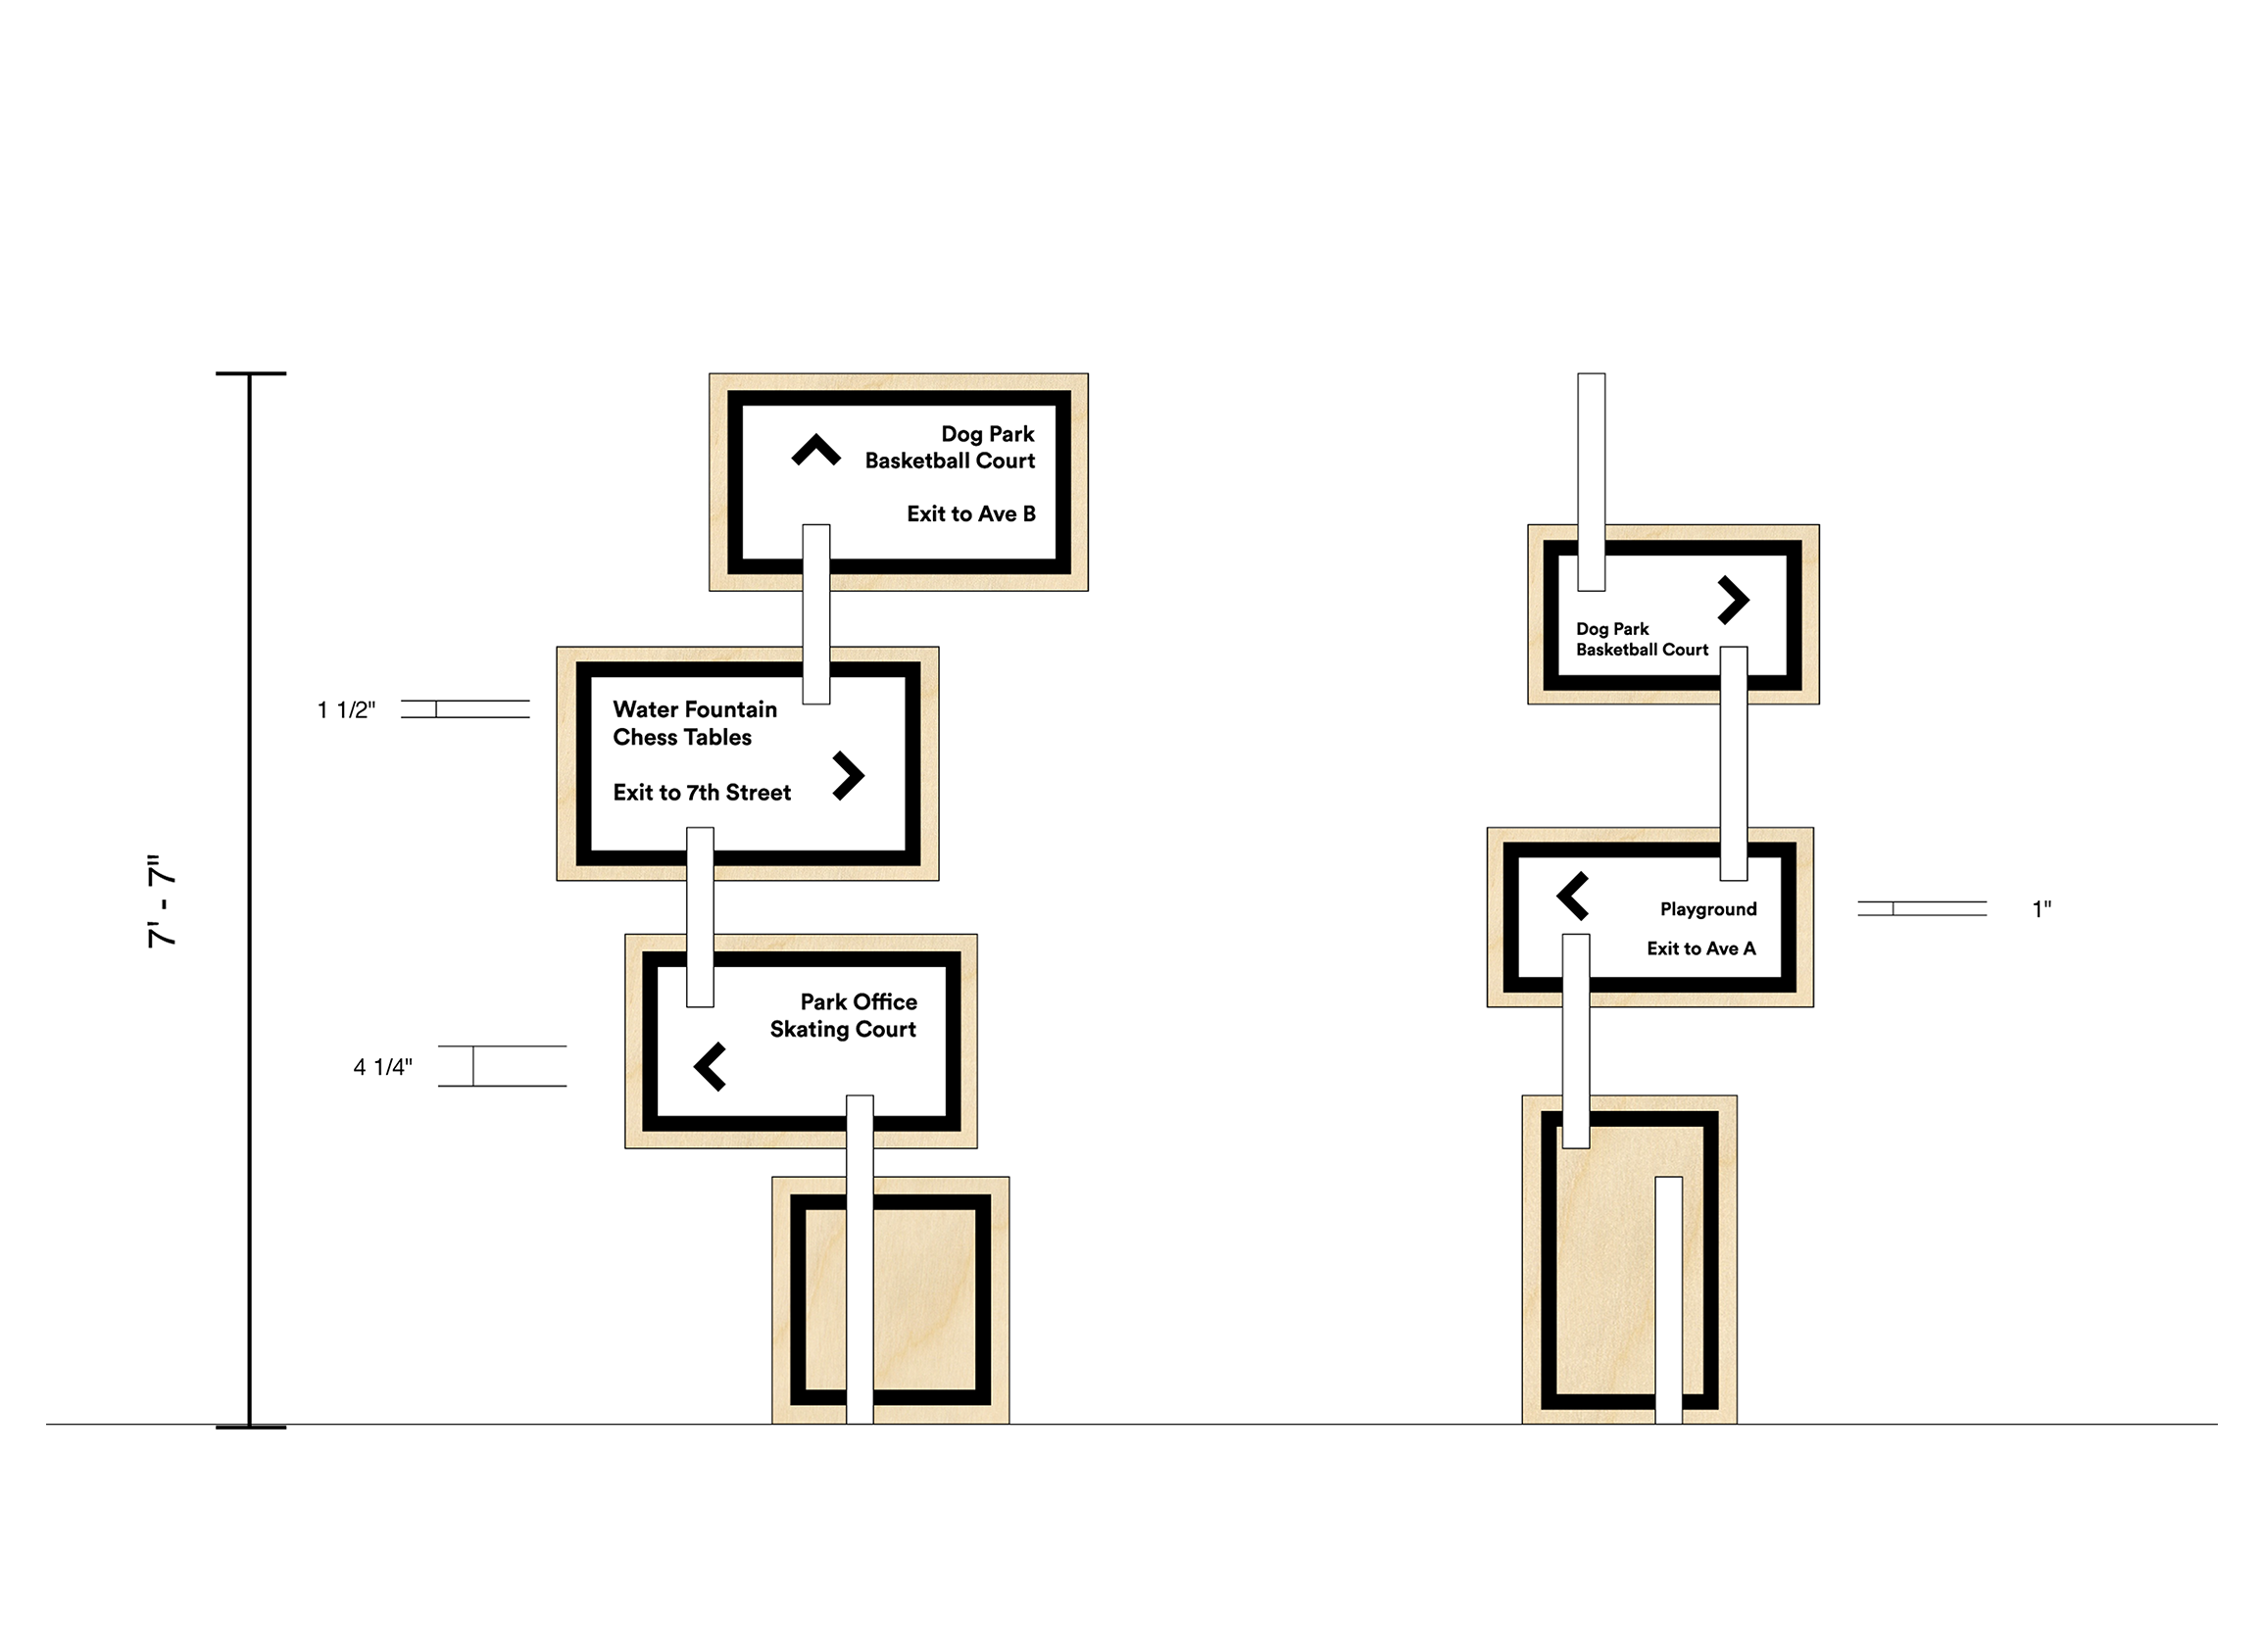 7' - 7"
1 1/2"
4 1/4"
Dog Park
Basketball Court
Exit to Ave B
Water Fountain
Chess Tables
Exit to 7th Street
Park Office
Skating Court
Dog Park
Basketball Court
Playground
Exit to Ave A
1"